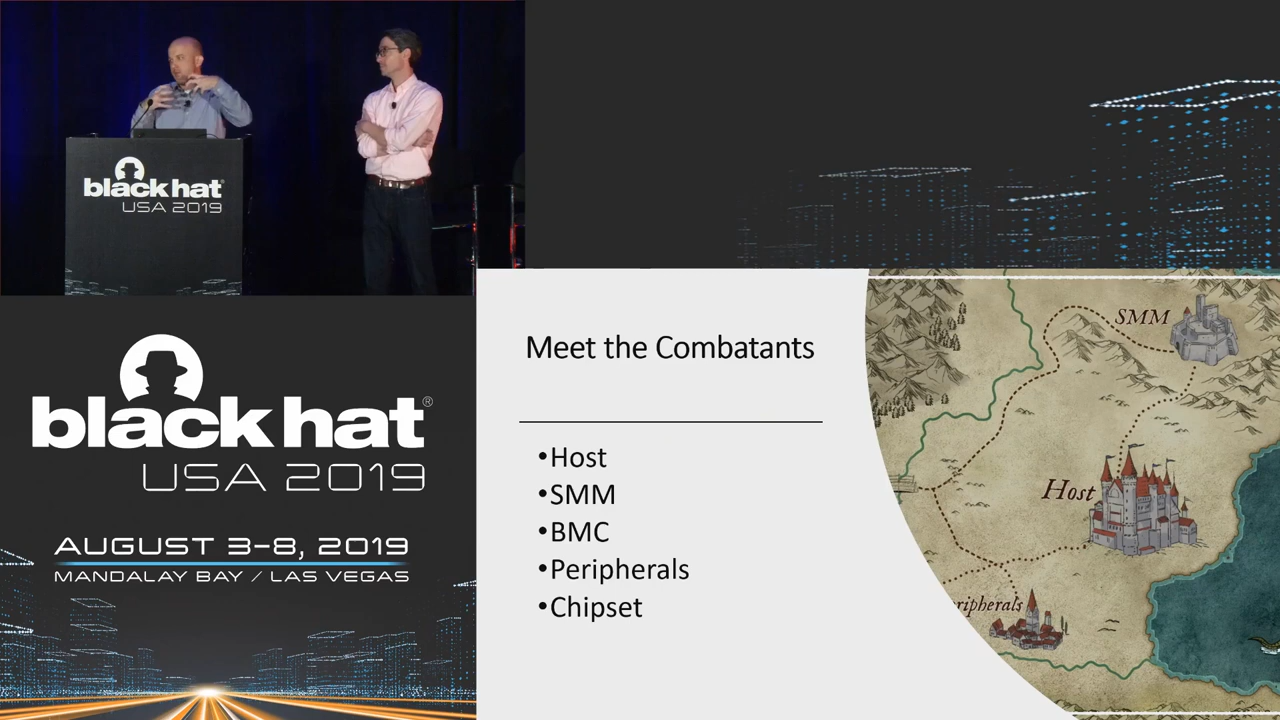 black hat
USA 2019
black hat®
USA 2019
AUGUST 3-8, 2019
MANDALAY BAY / LAS VEGAS
Meet the Combatants
•Host
•SMM
•BMC
•Peripherals
•Chipset
SMM
Host
eripherals